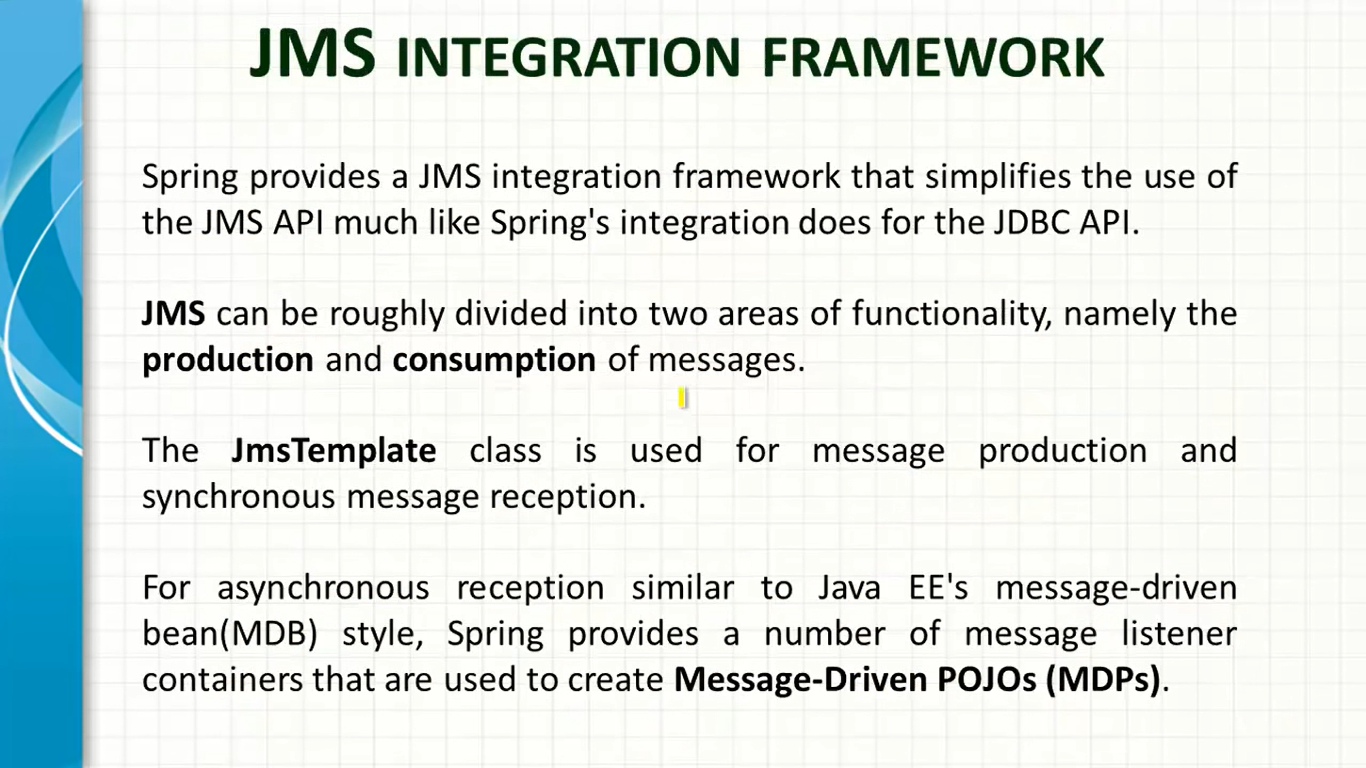 JMS INTEGRATION FRAMEWORK
Spring provides a JMS integration framework that simplifies the use of
the JMS API much like Spring's integration does for the JDBC API.
JMS can be roughly divided into two areas of functionality, namely the
production and consumption of messages.
The JmsTemplate class is used for message production and
synchronous message reception.
For asynchronous reception similar to Java EE's message-driven
bean(MDB) style, Spring provides a number of message listener
containers that are used to create Message-Driven POJOs (MDPs).